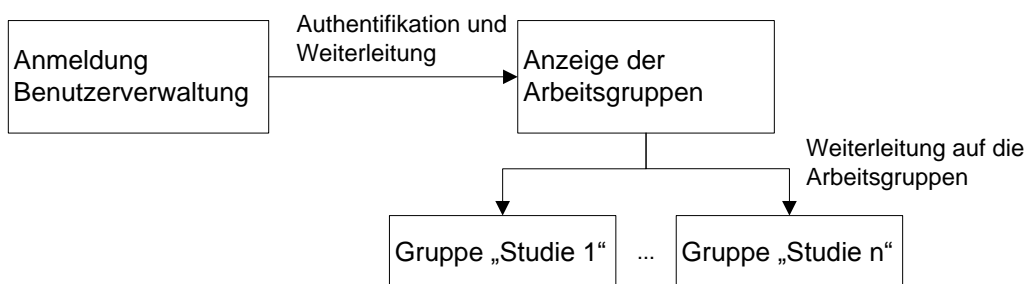 Anmeldung
Benutzerverwaltung
Authentifikation und
Weiterleitung
Anzeige der
Arbeitsgruppen
Weiterleitung auf die
Arbeitsgruppen
Gruppe „Studie 1“
...
Gruppe „Studie n“